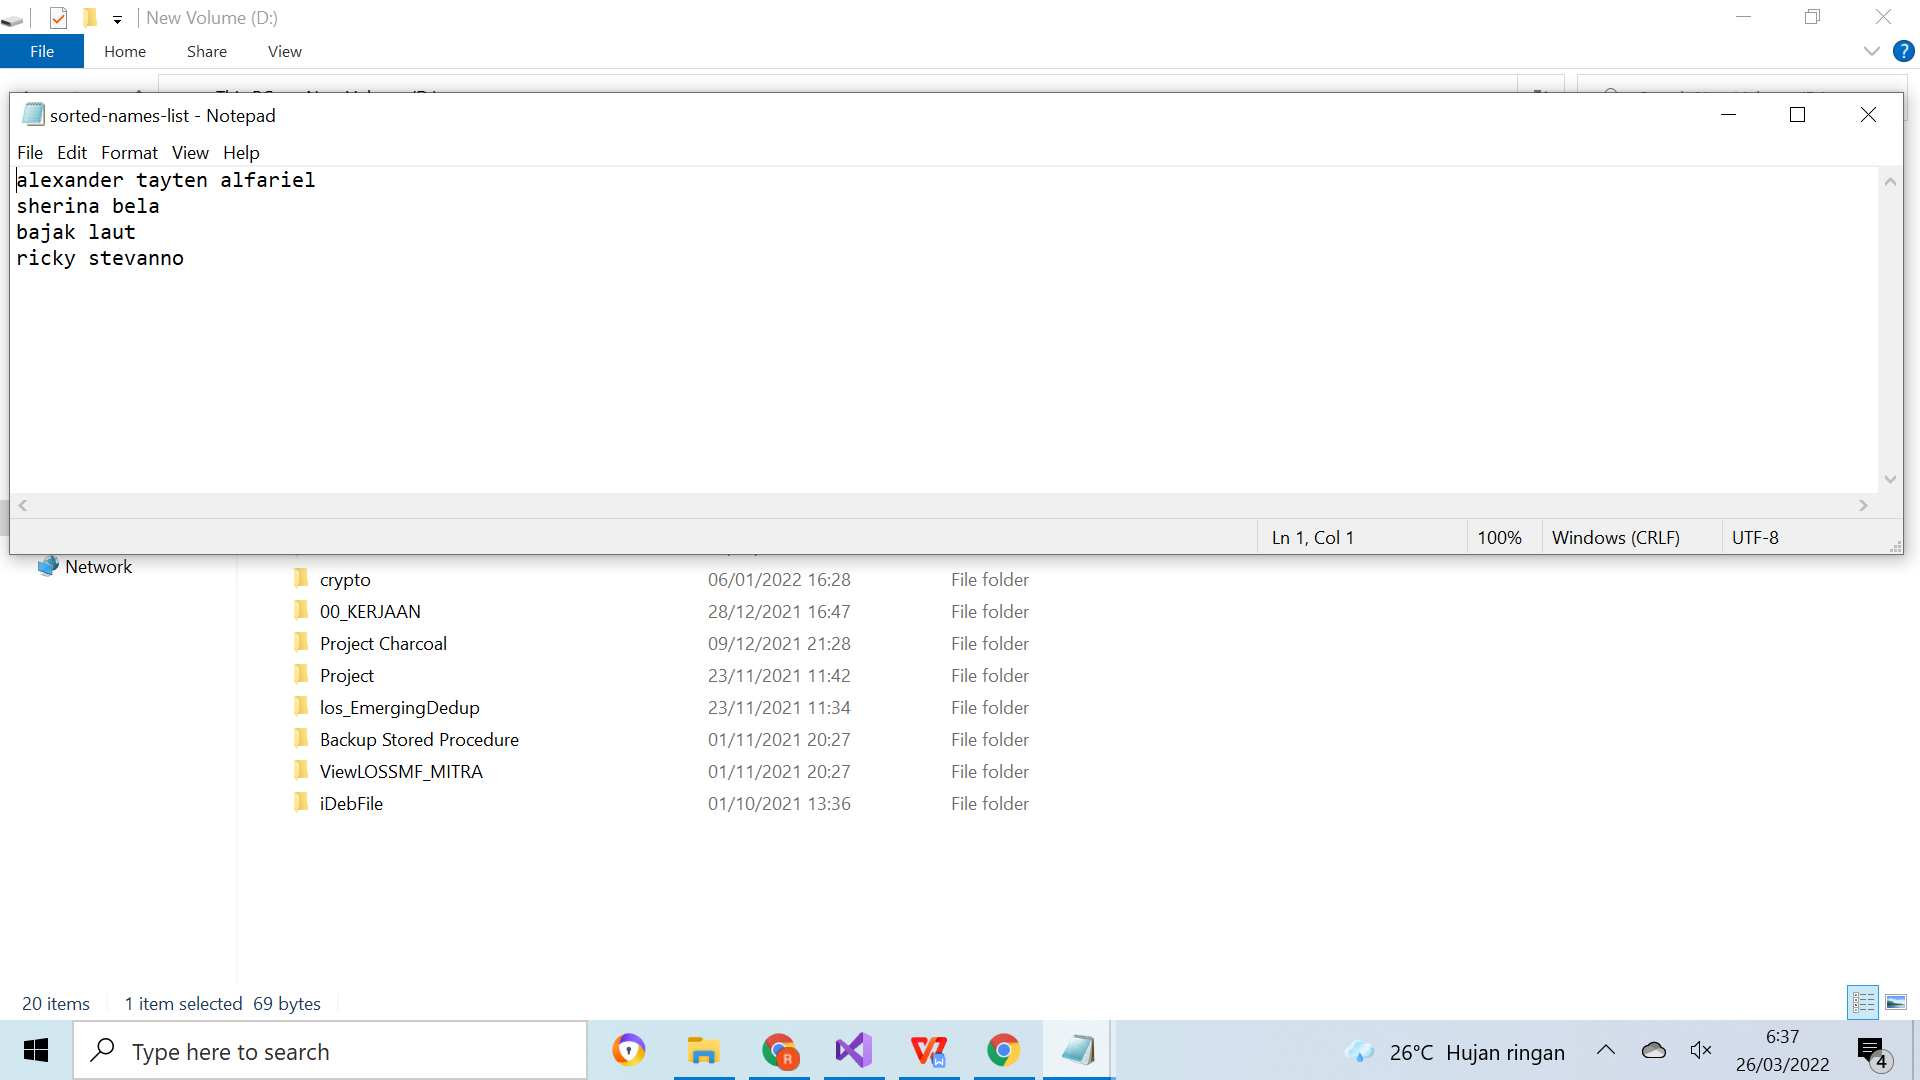 New Volume (D:)
File Home Share View
sorted-names-list - Notepad
File Edit Format View Help
alexander tayten alfariel
sherina bela
bajak laut
ricky stevanno
Ln 1, Col 1 100% Windows (CRLF) UTF-8
Network
crypto 06/01/2022 16:28 File folder
00_KERJAAN 28/12/2021 16:47 File folder
Project Charcoal 09/12/2021 21:28 File folder
Project 23/11/2021 11:42 File folder
los_EmergingDedup 23/11/2021 11:34 File folder
Backup Stored Procedure 01/11/2021 20:27 File folder
ViewLOSSMF_MITRA 01/11/2021 20:27 File folder
iDebFile 01/10/2021 13:36 File folder
20 items 1 item selected 69 bytes
Type here to search
R
26°C Hujan ringan
6:37
26/03/2022
4